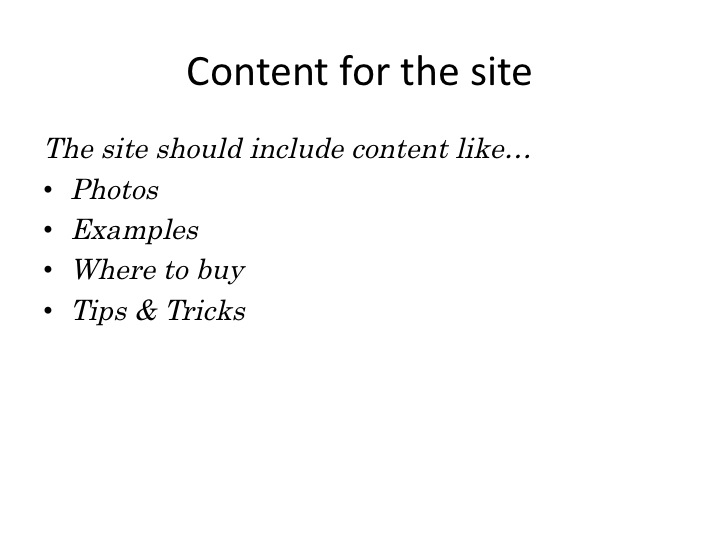 Content for the site
The site should include content like…
• Photos
• Examples
• Where to buy
• Tips & Tricks